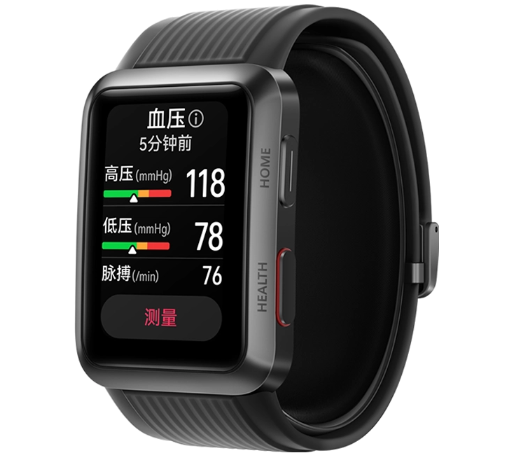 血压ⓘ
5分钟前
高压(mmHg) 118
低压(mmHg) 78
脉搏(/min) 76
测量
HOME
HEALTH